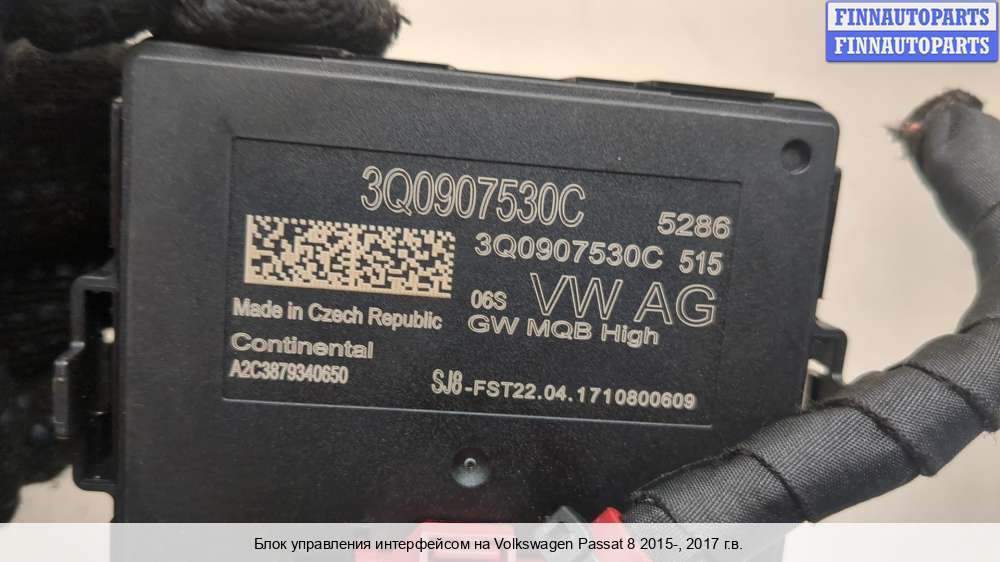 FINNAUTOPARTS
FINNAUTOPARTS
3Q0907530C
5286
3Q0907530C 515
06S VW AG
Made in Czech Republic
GW MQB High
Continental
A2C3879340650
SJ8-FST22.04.1710800609
Блок управления интерфейсом на Volkswagen Passat 8 2015-, 2017 г.в.